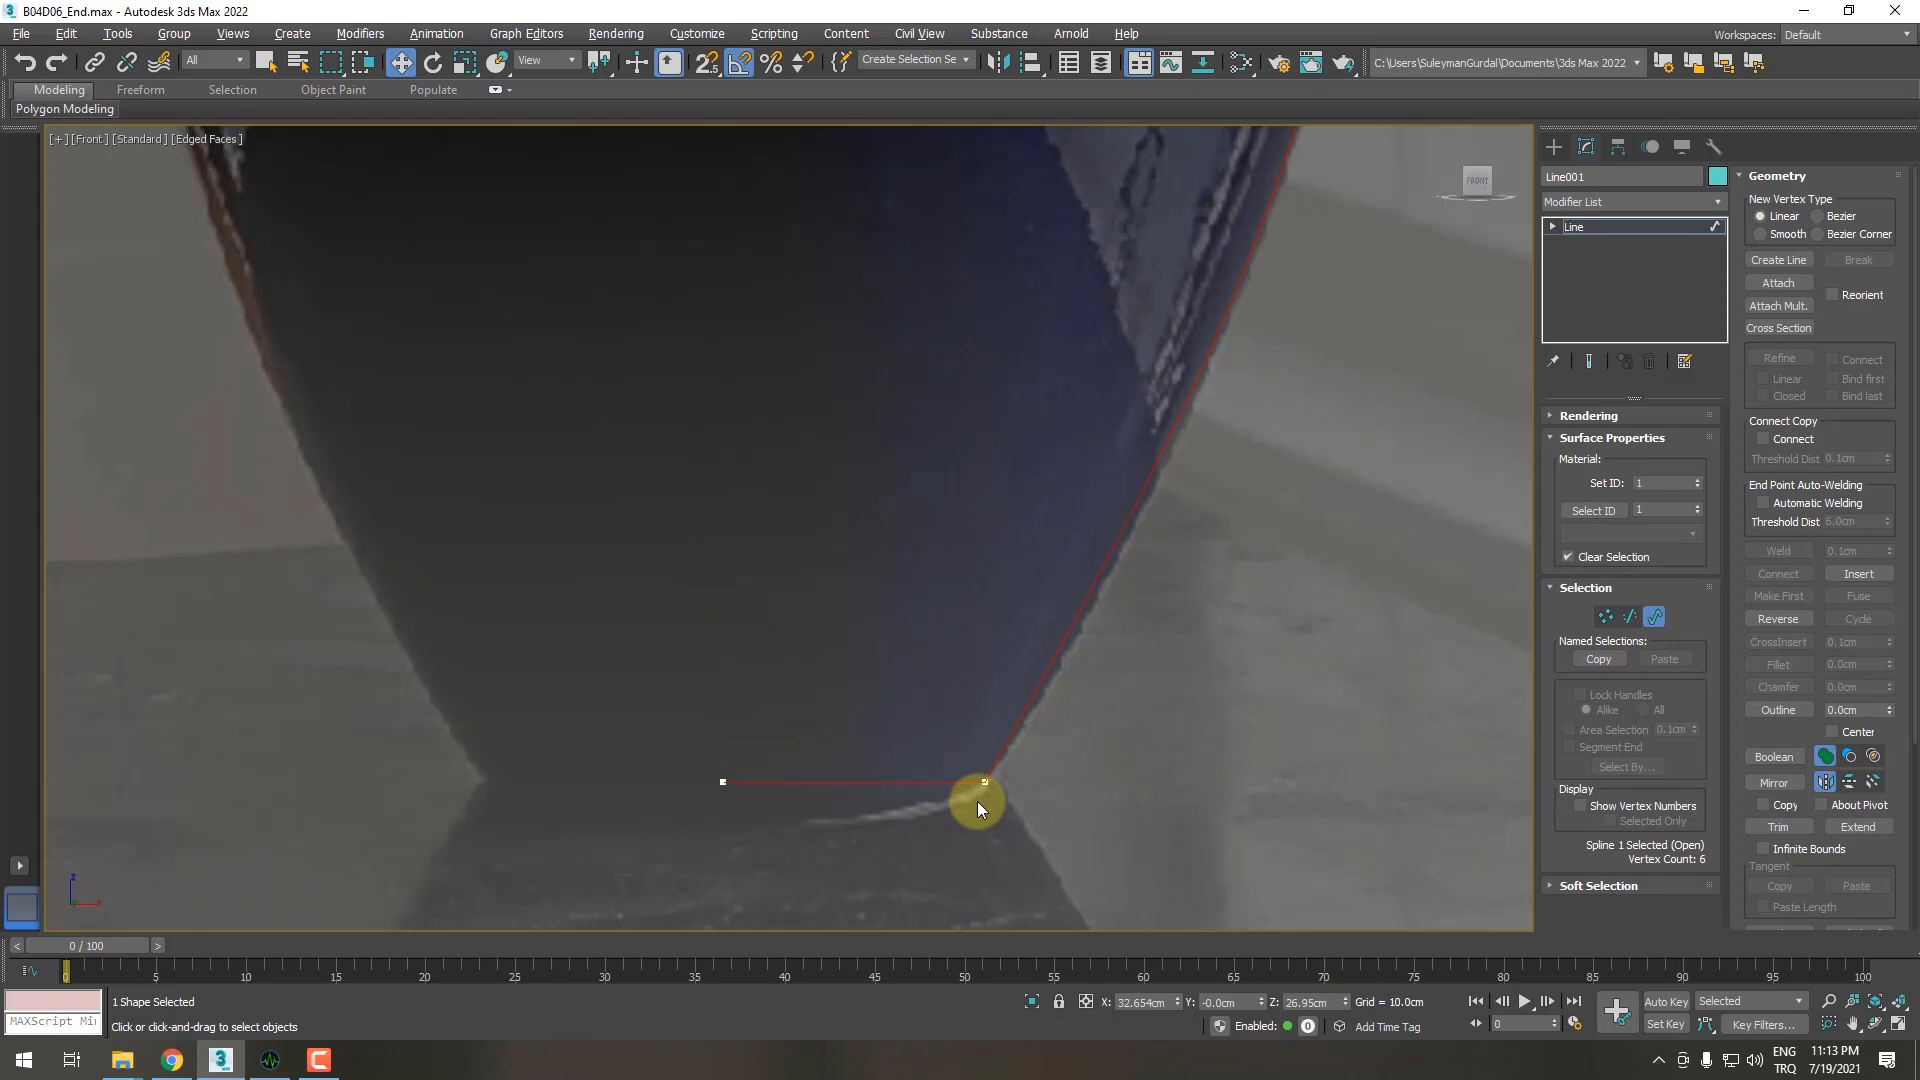 B04D06_End.max - Autodesk 3ds Max 2022
File Edit Tools Group Views Create Modifiers Animation Graph Editors Rendering Customize Scripting Content Civil View Substance Arnold Help
Workspaces: Default
All
View
Create Selection Se
C:\Users\SuleymanGurdal\Documents\3ds Max 2022
Modeling Freeform Selection Object Paint Populate
Polygon Modeling
[+] [Front] [Standard] [Edged Faces]
FRONT
Line001
Modifier List
Line
Rendering
Surface Properties
Material:
Set ID: 1
Select ID 1
Clear Selection
Selection
Named Selections:
Copy Paste
Lock Handles
Alike All
Area Selection 0.1cm
Segment End
Select By...
Display
Show Vertex Numbers
Selected Only
Spline 1 Selected (Open)
Vertex Count: 6
Soft Selection
Geometry
New Vertex Type
Linear Bezier
Smooth Bezier Corner
Create Line Break
Attach
Reorient
Attach Mult.
Cross Section
Refine Connect
Linear Bind first
Closed Bind last
Connect Copy
Connect
Threshold Dist 0.1cm
End Point Auto-Welding
Automatic Welding
Threshold Dist 6.0cm
Weld 0.1cm
Connect Insert
Make First Fuse
Reverse Cycle
CrossInsert 0.1cm
Fillet 0.0cm
Chamfer 0.0cm
Outline 0.0cm
Center
Boolean
Mirror
Copy About Pivot
Trim Extend
Infinite Bounds
Tangent
Copy Paste
Paste Length
z
x
0 / 100
0 5 10 15 20 25 30 35 40 45 50 55 60 65 70 75 80 85 90 95 100
1 Shape Selected
X: 32.654cm Y: -0.0cm Z: 26.95cm Grid = 10.0cm
Auto Key Selected
MAXScript Mi
Click or click-and-drag to select objects
Enabled: 0 Add Time Tag
0
Set Key Key Filters...
ENG
TRQ
11:13 PM
7/19/2021